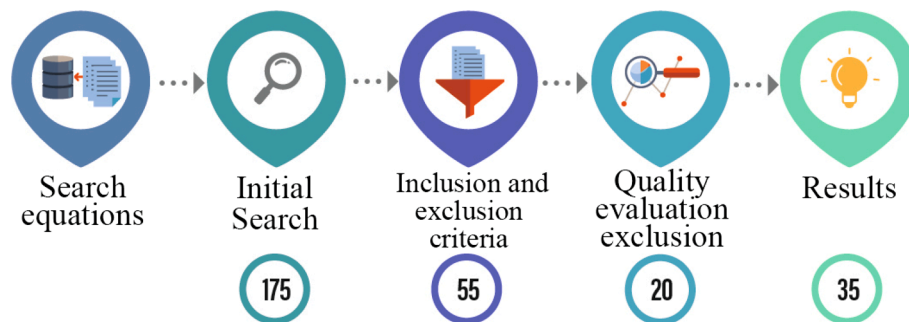 Search
equations
Initial
Search
Inclusion and
exclusion
criteria
Quality
evaluation
exclusion
Results
175
55
20
35